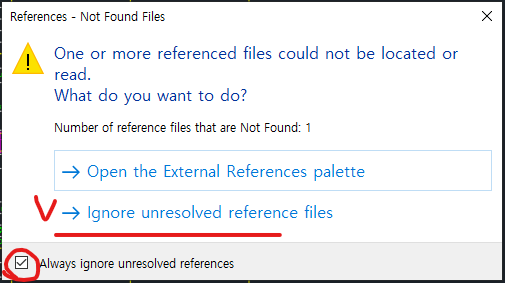 References - Not Found Files
One or more referenced files could not be located or
read.
What do you want to do?
Number of reference files that are Not Found: 1
Open the External References palette
Ignore unresolved reference files
Always ignore unresolved references